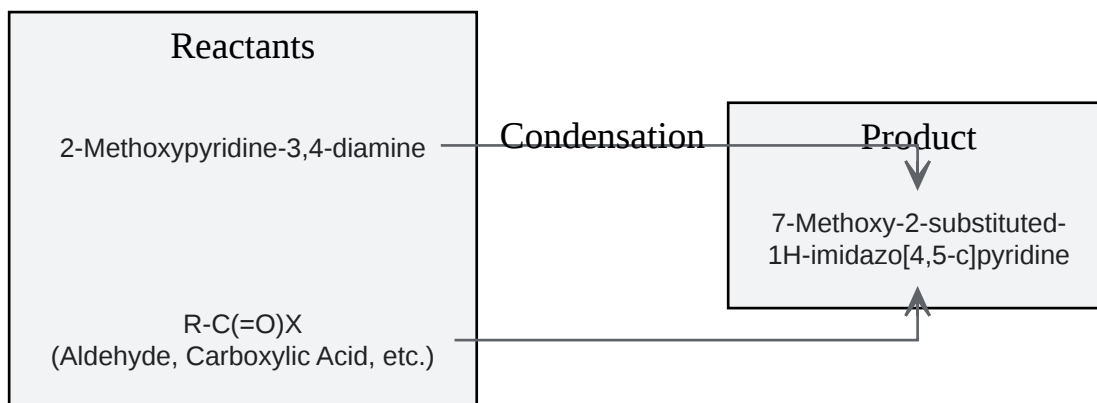 Reactants
2-Methoxypyridine-3,4-diamine
R-C(=O)X
(Aldehyde, Carboxylic Acid, etc.)
Condensation
Product
7-Methoxy-2-substituted-
1H-imidazo[4,5-c]pyridine